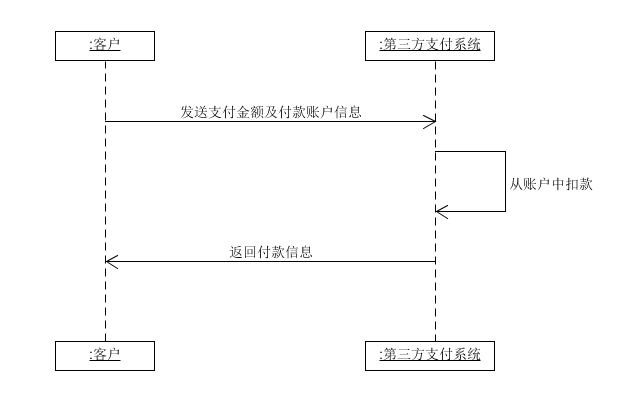 :客户
:第三方支付系统
发送支付金额及付款账户信息
从账户中扣款
返回付款信息
:客户
:第三方支付系统